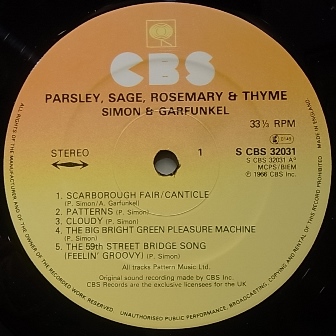 CBS
PARSLEY, SAGE, ROSEMARY & THYME
SIMON & GARFUNKEL
33⅓ RPM
STEREO
1
S CBS 32031
S CBS 32031 A
MCPS/BIEM
℗ 1966 CBS Inc.
1. SCARBOROUGH FAIR/CANTICLE
(P. Simon/A. Garfunkel)
2. PATTERNS (P. Simon)
3. CLOUDY (P. Simon)
4. THE BIG BRIGHT GREEN PLEASURE MACHINE
(P. Simon)
5. THE 59th STREET BRIDGE SONG
(FEELIN' GROOVY) (P. Simon)
All tracks Pattern Music Ltd.
Original sound recording made by CBS Inc.
CBS Records are the exclusive licensees for the UK
ALL RIGHTS OF THE MANUFACTURER AND OF THE OWNER OF THE RECORDED WORK RESERVED
UNAUTHORISED PUBLIC PERFORMANCE, BROADCASTING, COPYING AND RENTAL OF THIS RECORD
MADE IN ENGLAND